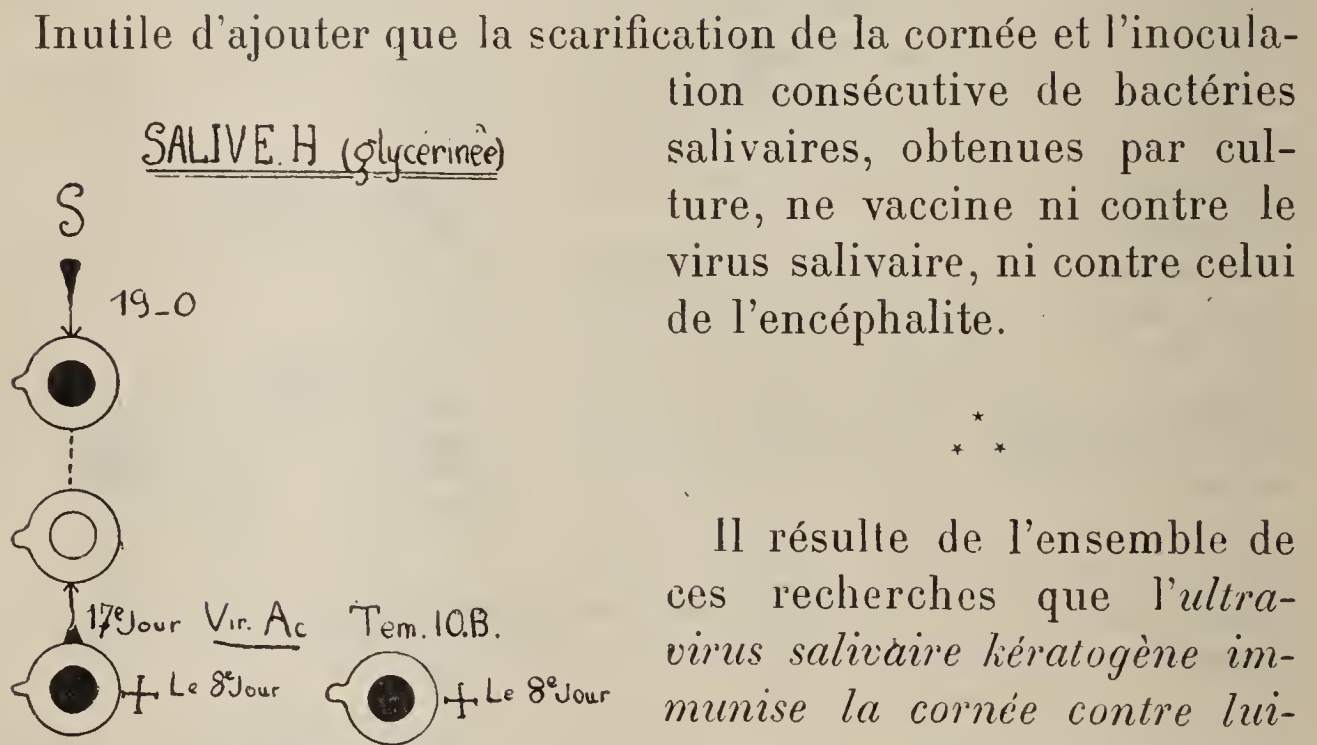 Inutile d'ajouter que la scarification de la cornée et l'inocula-
tion consécutive de bactéries
salivaires, obtenues par cul-
ture, ne vaccine ni contre le
virus salivaire, ni contre celui
de l'encéphalite.
SALIVE. H (glycérinèe)
S
19_0
17e Jour Vir. Ac Tem. 10.B.
Le 8e Jour Le 8e Jour
Il résulte de l'ensemble de
ces recherches que l'ultra-
virus salivaire kératogène im-
munise la cornée contre lui-